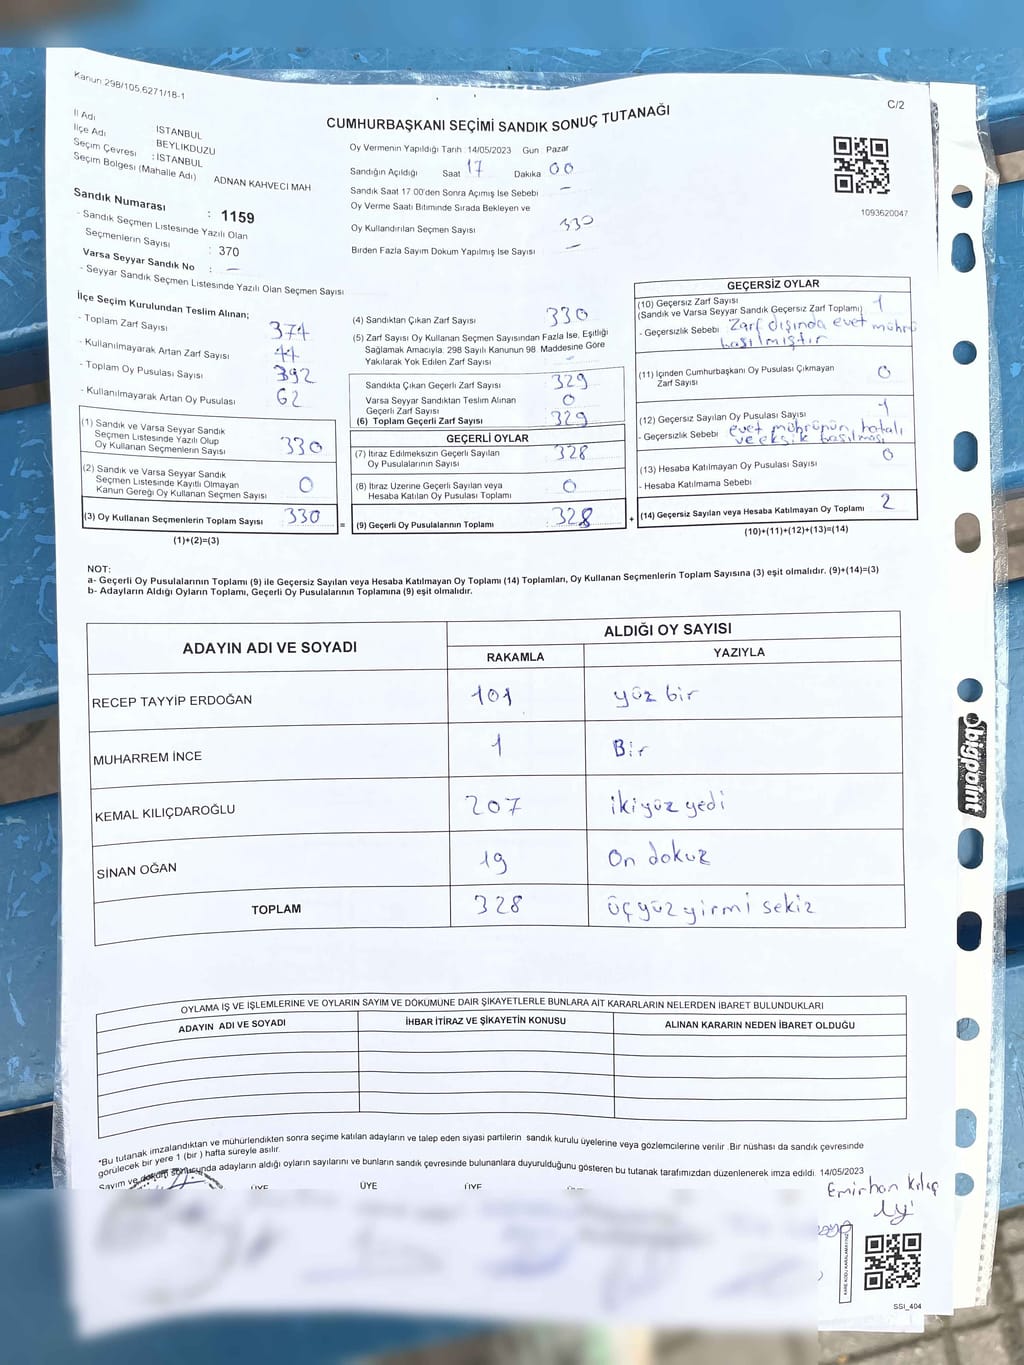 Kanun 298/105.6271/18-1
C/2
CUMHURBAŞKANI SEÇİMİ SANDIK SONUÇ TUTANAĞI
İl Adı İSTANBUL
İlçe Adı BEYLİKDÜZÜ
Seçim Çevresi : İSTANBUL
Seçim Bölgesi (Mahalle Adı) ADNAN KAHVECİ MAH
Sandık Numarası : 1159
- Sandık Seçmen Listesinde Yazılı Olan
Seçmenlerin Sayısı : 370
Varsa Seyyar Sandık No : —
- Seyyar Sandık Seçmen Listesinde Yazılı Olan Seçmen Sayısı
Oy Vermenin Yapıldığı Tarih : 14/05/2023 Gün : Pazar
Sandığın Açıldığı Saat 17 Dakika 00
Sandık Saat 17 00'den Sonra Açımış İse Sebebi —
Oy Verme Saati Bitiminde Sırada Bekleyen ve
Oy Kullandırılan Seçmen Sayısı 330
Birden Fazla Sayım Döküm Yapılmış İse Sayısı —
1093620047
İlçe Seçim Kurulundan Teslim Alınan;
- Toplam Zarf Sayısı 374
- Kullanılmayarak Artan Zarf Sayısı 44
- Toplam Oy Pusulası Sayısı 392
- Kullanılmayarak Artan Oy Pusulası 62
(1) Sandık ve Varsa Seyyar Sandık
Seçmen Listesinde Yazılı Olup
Oy Kullanan Seçmenlerin Sayısı 330
(2) Sandık ve Varsa Seyyar Sandık
Seçmen Listesinde Kayıtlı Olmayan
Kanun Gereği Oy Kullanan Seçmen Sayısı 0
(3) Oy Kullanan Seçmenlerin Toplam Sayısı 330 =
(1)+(2)=(3)
(4) Sandıktan Çıkan Zarf Sayısı 330
(5) Zarf Sayısı Oy Kullanan Seçmen Sayısından Fazla İse, Eşitliği
Sağlamak Amacıyla. 298 Sayılı Kanunun 98. Maddesine Göre
Yakılarak Yok Edilen Zarf Sayısı —
Sandıkta Çıkan Geçerli Zarf Sayısı 329
Varsa Seyyar Sandıktan Teslim Alınan
Geçerli Zarf Sayısı 0
(6) Toplam Geçerli Zarf Sayısı 329
GEÇERLİ OYLAR
(7) İtiraz Edilmeksizin Geçerli Sayılan
Oy Pusulalarının Sayısı 328
(8) İtiraz Üzerine Geçerli Sayılan veya
Hesaba Katılan Oy Pusulası Toplamı 0
(9) Geçerli Oy Pusulalarının Toplamı 328 +
GEÇERSİZ OYLAR
(10) Geçersiz Zarf Sayısı
(Sandık ve Varsa Seyyar Sandık Geçersiz Zarf Toplamı) 1
- Geçersizlik Sebebi Zarf dışında evet mührü
basılmıştır
(11) İçinden Cumhurbaşkanı Oy Pusulası Çıkmayan
Zarf Sayısı 0
(12) Geçersiz Sayılan Oy Pusulası Sayısı 1
- Geçersizlik Sebebi evet mührünün, hatalı
ve eksik basılması
(13) Hesaba Katılmayan Oy Pusulası Sayısı 0
- Hesaba Katılmama Sebebi
(14) Geçersiz Sayılan veya Hesaba Katılmayan Oy Toplamı 2
(10)+(11)+(12)+(13)=(14)
NOT:
a- Geçerli Oy Pusulalarının Toplamı (9) ile Geçersiz Sayılan veya Hesaba Katılmayan Oy Toplamı (14) Toplamları, Oy Kullanan Seçmenlerin Toplam Sayısına (3) eşit olmalıdır. (9)+(14)=(3)
b- Adayların Aldığı Oyların Toplamı, Geçerli Oy Pusulalarının Toplamına (9) eşit olmalıdır.
ADAYIN ADI VE SOYADI ALDIĞI OY SAYISI
RAKAMLA YAZIYLA
RECEP TAYYİP ERDOĞAN 101 yüz bir
MUHARREM İNCE 1 Bir
KEMAL KILIÇDAROĞLU 207 iki yüz yedi
SİNAN OĞAN 19 On dokuz
TOPLAM 328 üç yüz yirmi sekiz
OYLAMA İŞ VE İŞLEMLERİNE VE OYLARIN SAYIM VE DÖKÜMÜNE DAİR ŞİKAYETLERLE BUNLARA AİT KARARLARIN NELERDEN İBARET BULUNDUKLARI
ADAYIN ADI VE SOYADI İHBAR İTİRAZ VE ŞİKAYETİN KONUSU ALINAN KARARIN NEDEN İBARET OLDUĞU
*Bu tutanak imzalandıktan ve mühürlendikten sonra seçime katılan adayların ve talep eden siyasi partilerin sandık kurulu üyelerine veya gözlemcilerine verilir .Bir nüshası da sandık çevresinde
görülecek bir yere 1 (bir ) hafta süreyle asılır.
Sayım ve döküm sonucunda adayların aldığı oyların sayılarını ve bunların sandık çevresinde bulunanlara duyurulduğunu gösteren bu tutanak tarafımızdan düzenlenerek imza edildi. 14/05/2023
ÜYE ÜYE ÜYE
Emirhan Kılıç
KARE KODU KARALAMAYINIZ
SSI_404
bigpoint